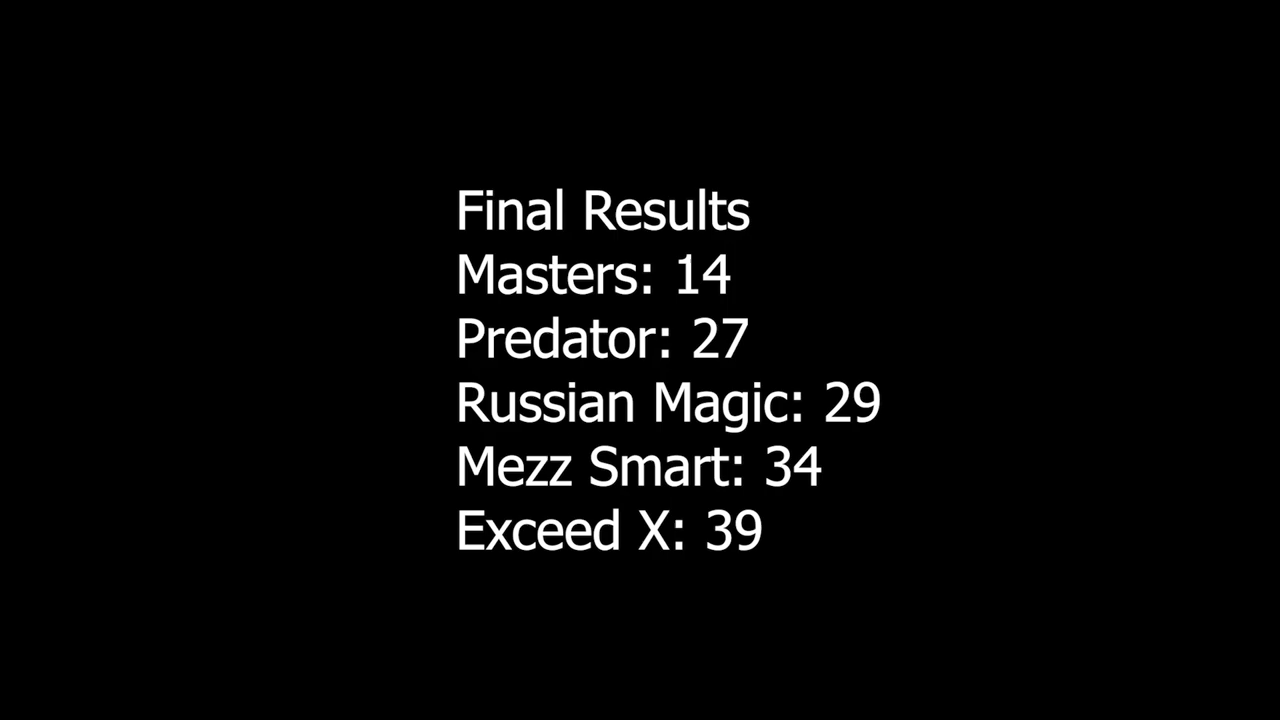 Final Results
Masters: 14
Predator: 27
Russian Magic: 29
Mezz Smart: 34
Exceed X: 39